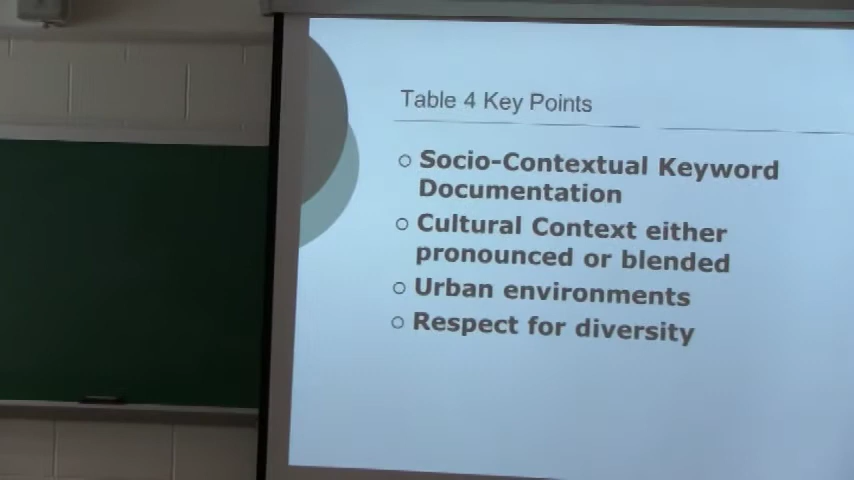 Table 4 Key Points
Socio-Contextual Keyword
Documentation
Cultural Context either
pronounced or blended
Urban environments
Respect for diversity